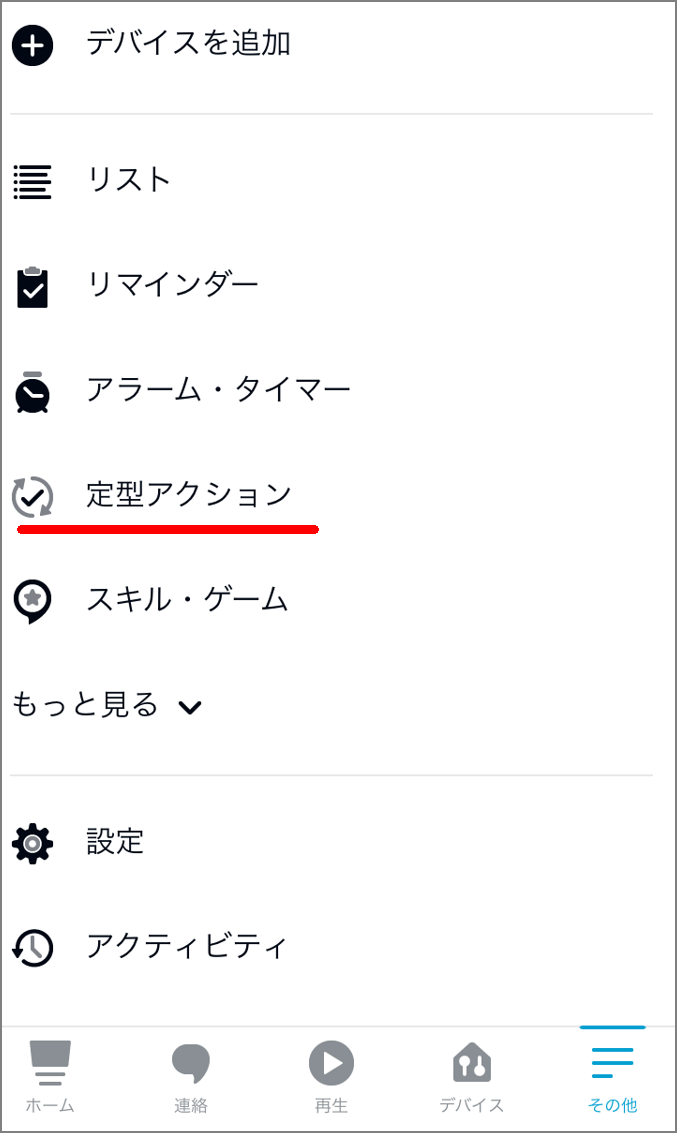 デバイスを追加
リスト
リマインダー
アラーム・タイマー
定型アクション
スキル・ゲーム
もっと見る
設定
アクティビティ
ホーム
連絡
再生
デバイス
その他